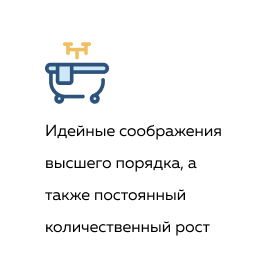 Идейные соображения
высшего порядка, а
также постоянный
количественный рост